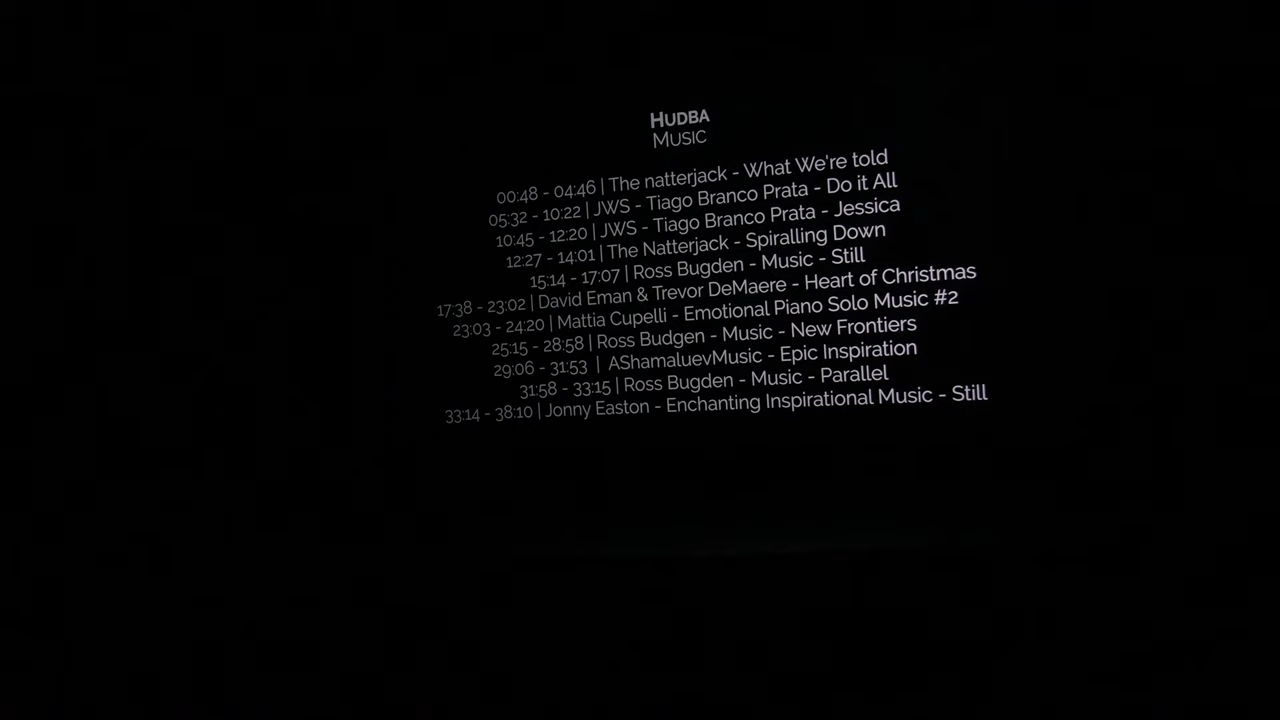 HUDBA
MUSIC
00:48 - 04:46 | The natterjack - What We're told
05:32 - 10:22 | JWS - Tiago Branco Prata - Do it All
10:45 - 12:20 | JWS - Tiago Branco Prata - Jessica
12:27 - 14:01 | The Natterjack - Spiralling Down
15:14 - 17:07 | Ross Bugden - Music - Still
17:38 - 23:02 | David Eman & Trevor DeMaere - Heart of Christmas
23:03 - 24:20 | Mattia Cupelli - Emotional Piano Solo Music #2
25:15 - 28:58 | Ross Budgen - Music - New Frontiers
29:06 - 31:53 | AShamaluevMusic - Epic Inspiration
31:58 - 33:15 | Ross Bugden - Music - Parallel
33:14 - 38:10 | Jonny Easton - Enchanting Inspirational Music - Still